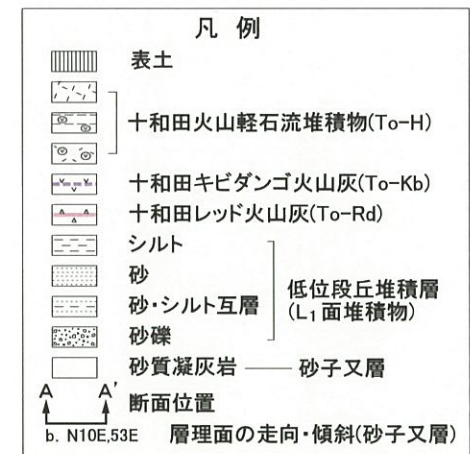 凡 例
表土
十和田火山軽石流堆積物(To-H)
十和田キビダンゴ火山灰(To-Kb)
十和田レッド火山灰(To-Rd)
シルト
砂
砂・シルト互層
砂礫
低位段丘堆積層
(L₁面堆積物)
砂質凝灰岩 —— 砂子又層
A A' 断面位置
b. N10E,53E 層理面の走向・傾斜(砂子又層)